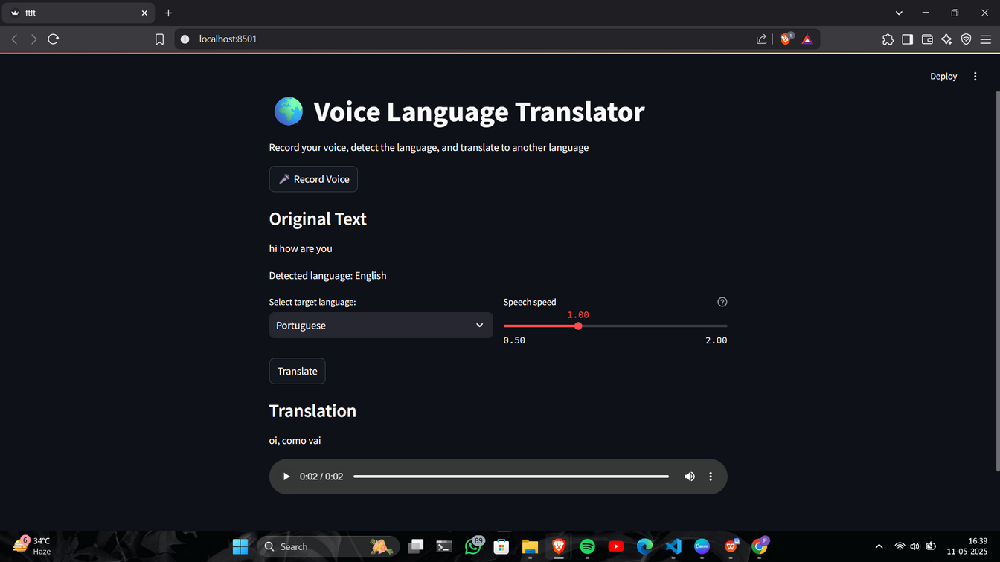 ftft
localhost:8501
1
Deploy
Voice Language Translator
Record your voice, detect the language, and translate to another language
Record Voice
Original Text
hi how are you
Detected language: English
Select target language:
Speech speed
1.00
Portuguese
0.50 2.00
Translate
Translation
oi, como vai
0:02 / 0:02
6
34°C
Haze
Search
89
Canva
P
16:39
11-05-2025